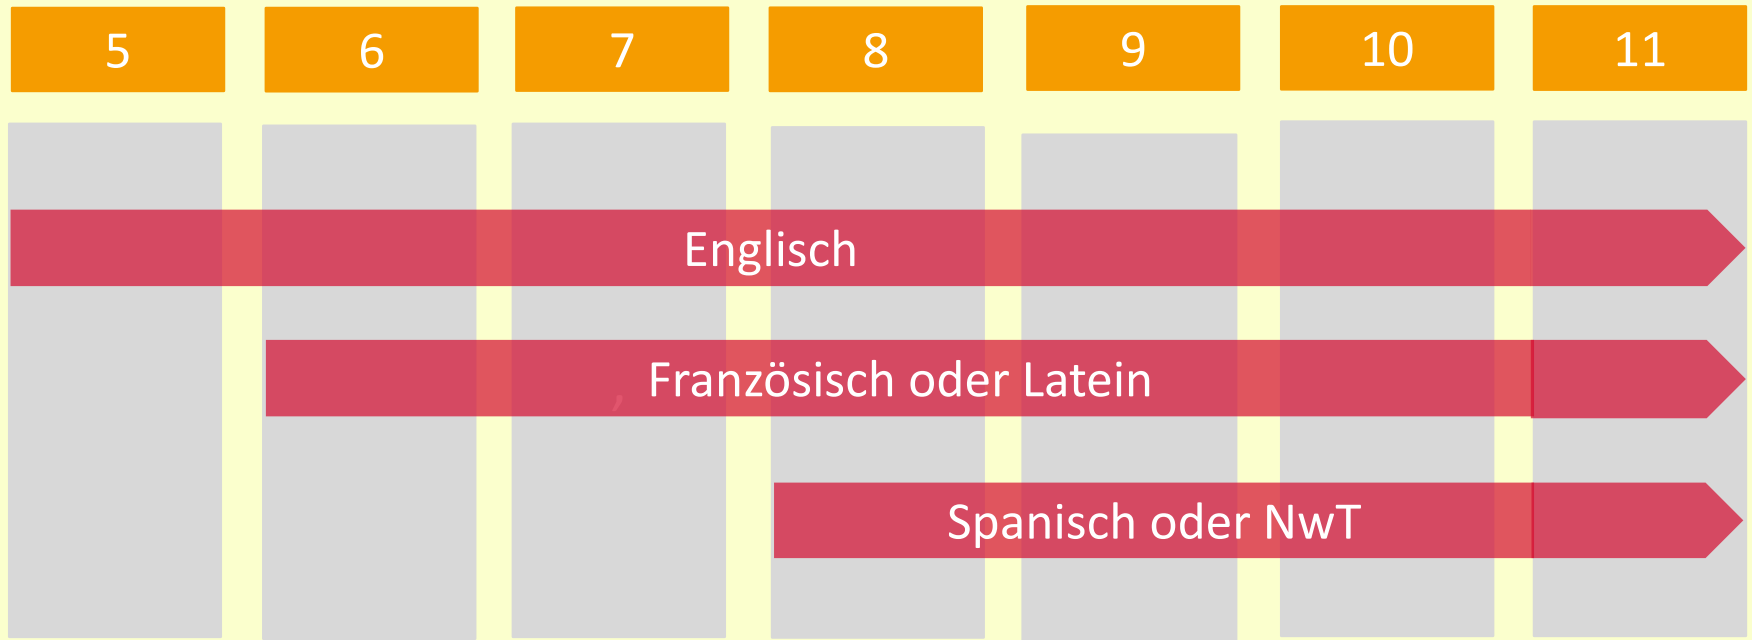 5 6 7 8 9 10 11
Englisch
, Französisch oder Latein
Spanisch oder NwT